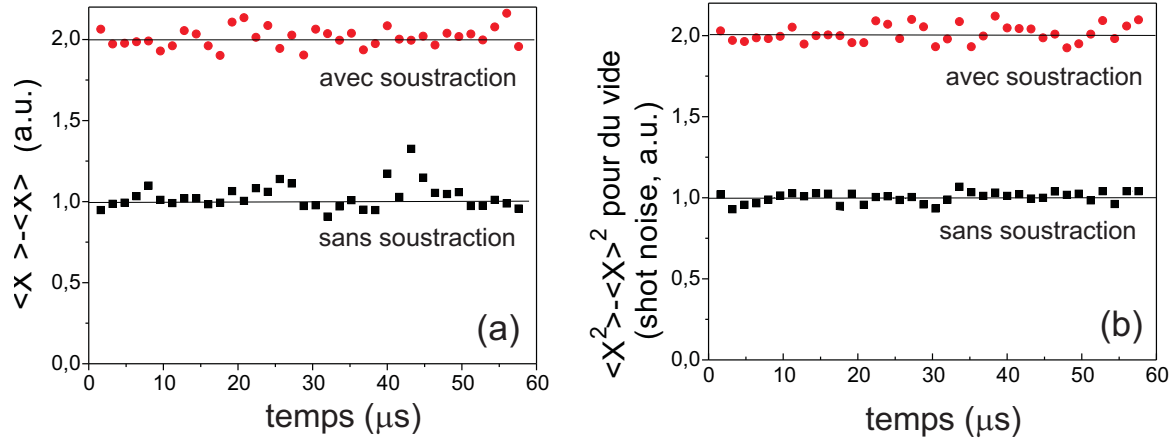 <X >-<X> (a.u.)
2,0
1,5
1,0
0,5
0,0
avec soustraction
sans soustraction
(a)
0 10 20 30 40 50 60
temps (μs)
<X²>-<X>² pour du vide
(shot noise, a.u.)
2,0
1,5
1,0
0,5
0,0
avec soustraction
sans soustraction
(b)
0 10 20 30 40 50 60
temps (μs)